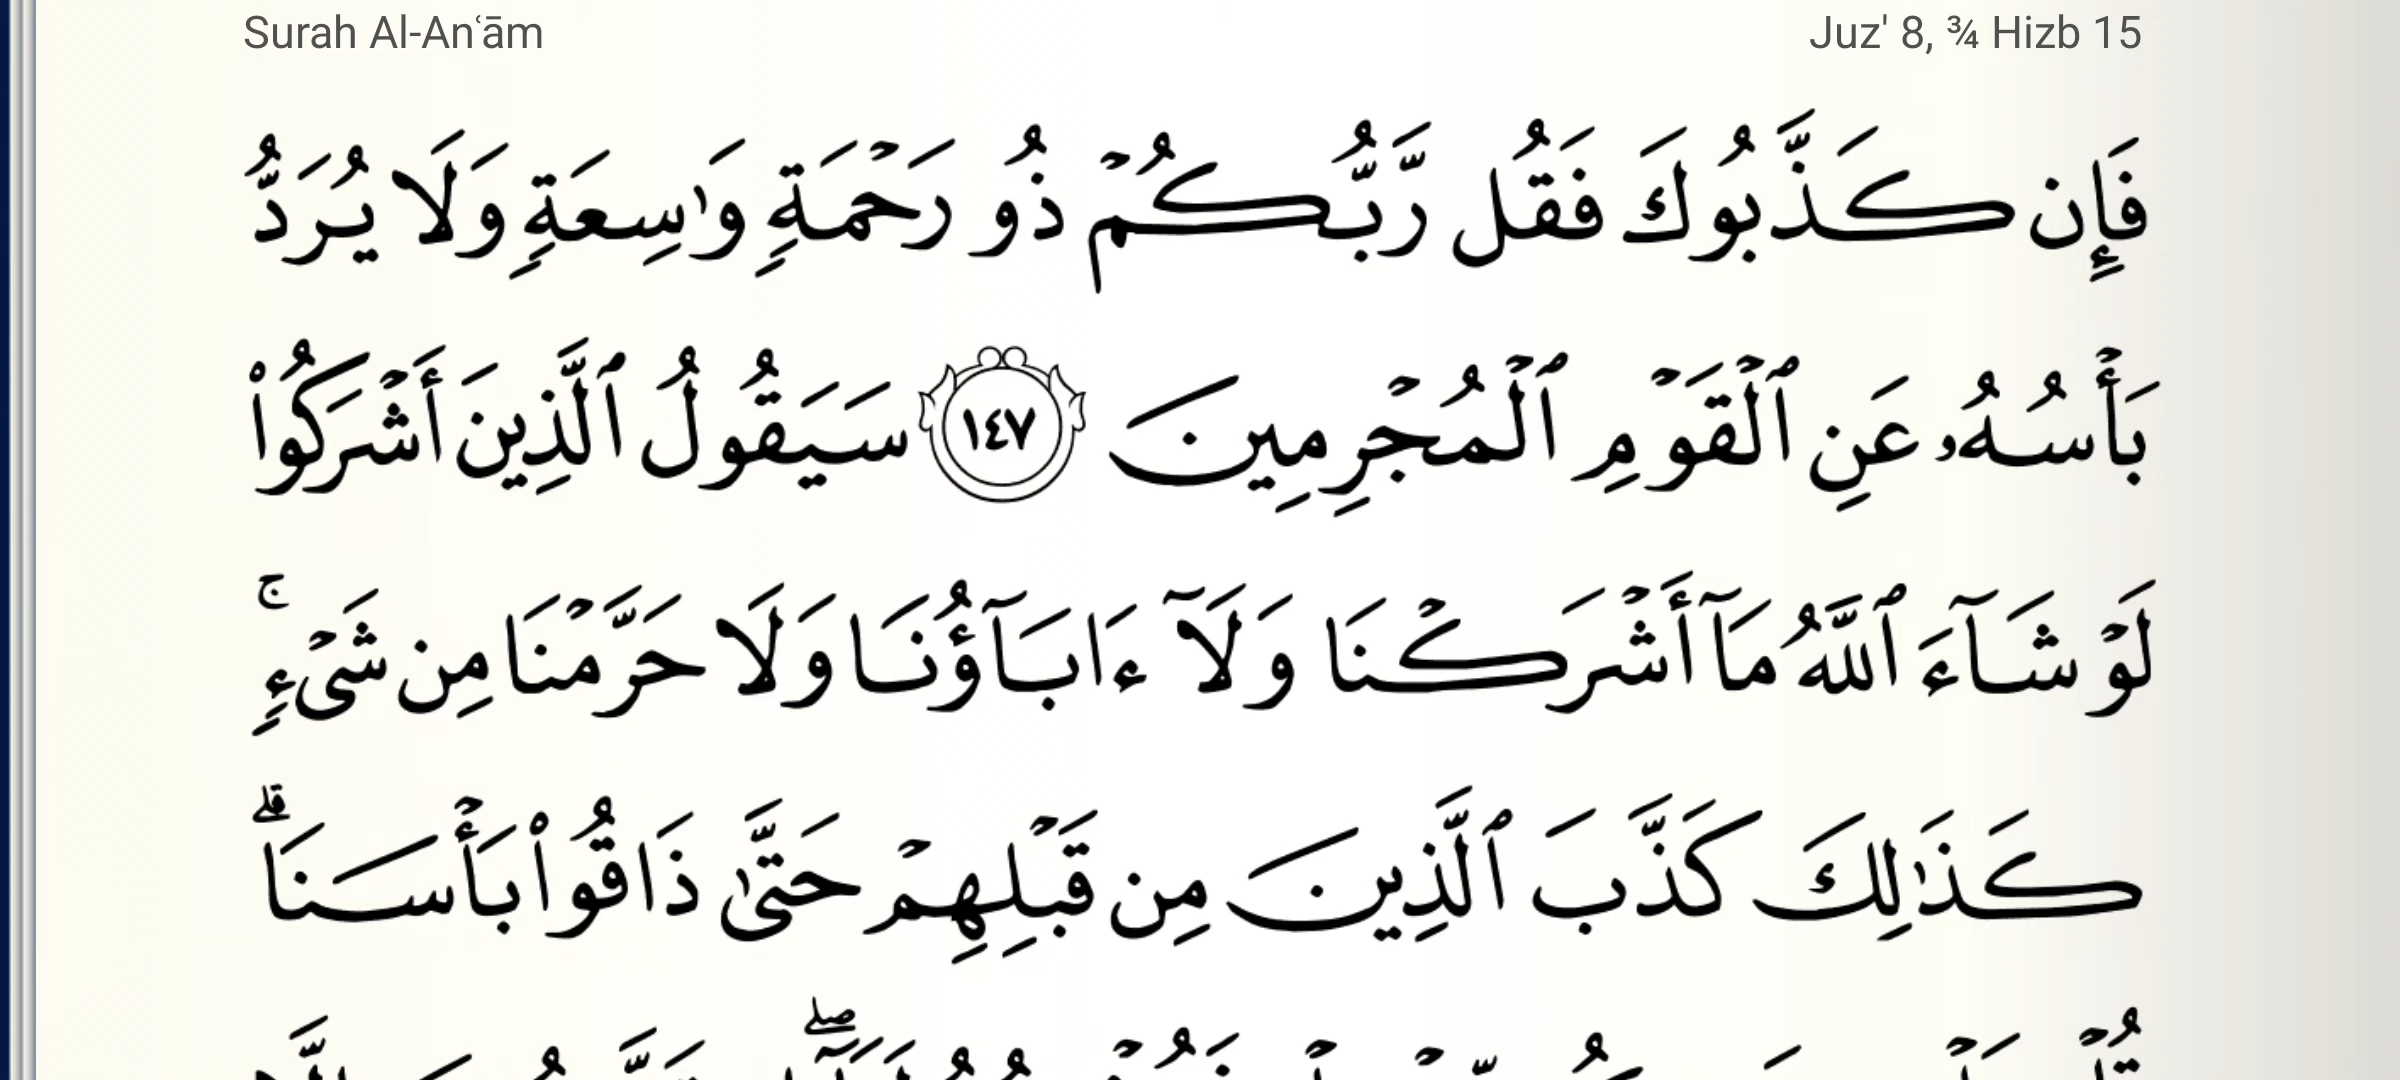 Surah Al-Anʿām
Juz' 8, ¾ Hizb 15
فَإِن كَذَّبُوكَ فَقُل رَّبُّكُمْ ذُو رَحْمَةٍ وَٰسِعَةٍ وَلَا يُرَدُّ
بَأْسُهُۥ عَنِ ٱلْقَوْمِ ٱلْمُجْرِمِينَ ١٤٧ سَيَقُولُ ٱلَّذِينَ أَشْرَكُوا۟
لَوْ شَآءَ ٱللَّهُ مَآ أَشْرَكْنَا وَلَآ ءَابَآؤُنَا وَلَا حَرَّمْنَا مِن شَىْءٍ ۚ
كَذَٰلِكَ كَذَّبَ ٱلَّذِينَ مِن قَبْلِهِمْ حَتَّىٰ ذَاقُوا۟ بَأْسَنَا ۗ